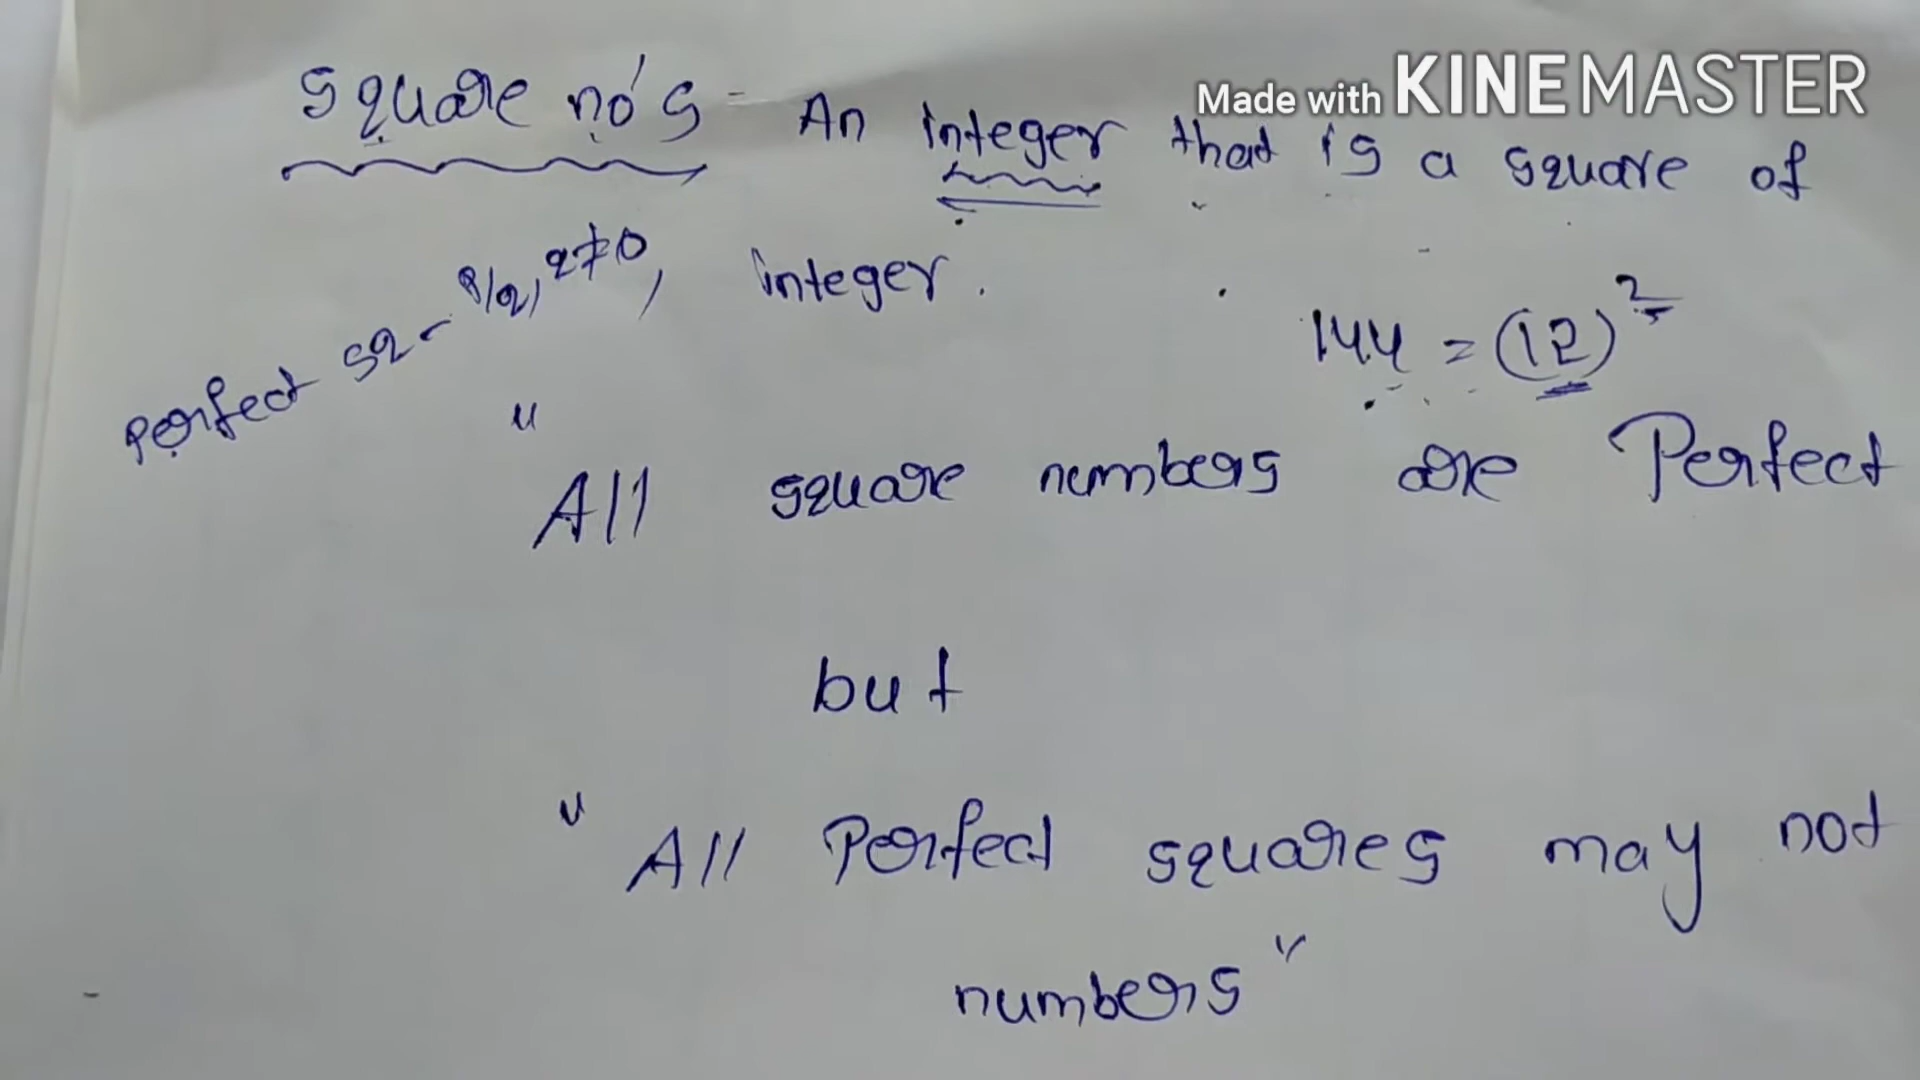 Made with KINEMASTER
Square no's - An integer that is a square of
integer.
Perfect sq - p/q, q≠0,
144 = (12)²
"All square numbers are Perfect
but
"All Perfect squares may not
numbers"